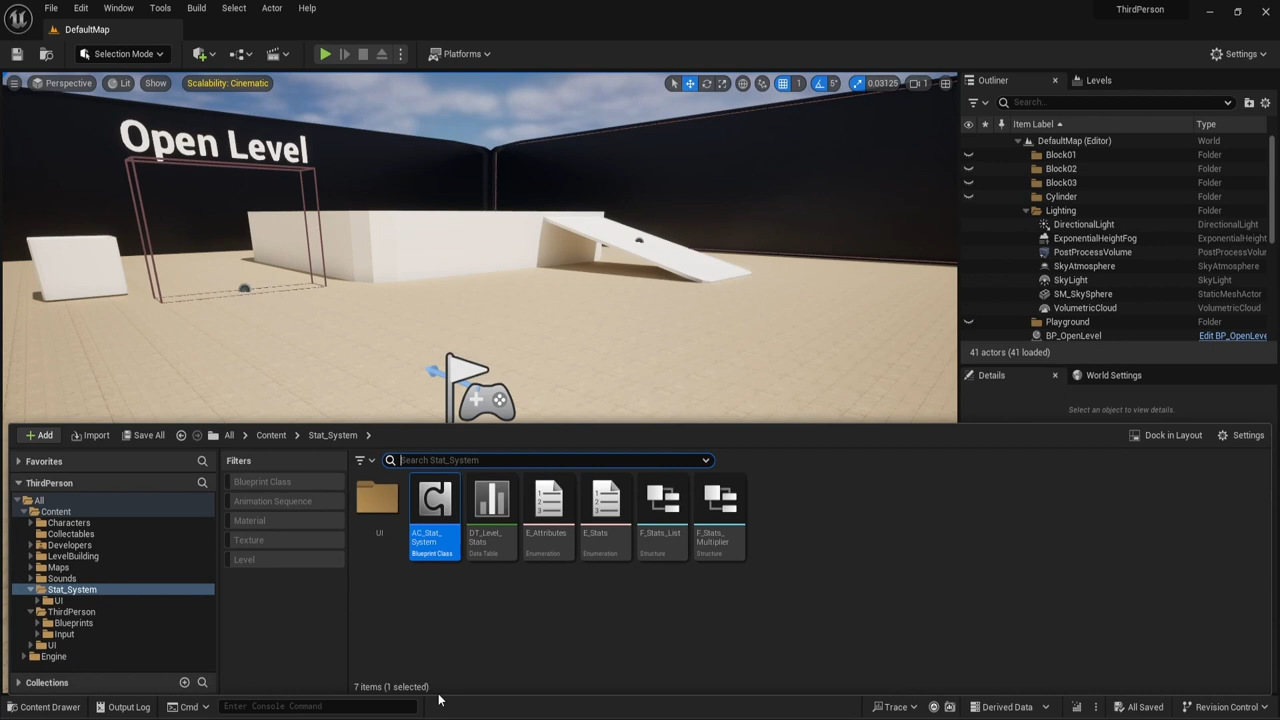 File Edit Window Tools Build Select Actor Help
ThirdPerson
DefaultMap
Selection Mode
Platforms
Settings
Perspective
Lit
Show
Scalability: Cinematic
1
5°
0.03125
1
Open Level
Outliner
Levels
Search...
Item Label
Type
DefaultMap (Editor) World
Block01 Folder
Block02 Folder
Block03 Folder
Cylinder Folder
Lighting Folder
DirectionalLight DirectionalLight
ExponentialHeightFog ExponentialHeight
PostProcessVolume PostProcessVolur
SkyAtmosphere SkyAtmosphere
SkyLight SkyLight
SM_SkySphere StaticMeshActor
VolumetricCloud VolumetricCloud
Playground Folder
BP_OpenLevel Edit BP_OpenLeve
41 actors (41 loaded)
Details
World Settings
Select an object to view details.
Add
Import
Save All
All
Content
Stat_System
Dock in Layout
Settings
Favorites
ThirdPerson
All
Content
Characters
Collectables
Developers
LevelBuilding
Maps
Sounds
Stat_System
UI
ThirdPerson
Blueprints
Input
UI
Engine
Collections
Filters
Blueprint Class
Animation Sequence
Material
Texture
Level
Search Stat_System
UI
AC_Stat_
System
Blueprint Class
DT_Level_
Stats
Data Table
E_Attributes
Enumeration
E_Stats
Enumeration
F_Stats_List
Structure
F_Stats_
Multiplier
Structure
7 items (1 selected)
Content Drawer
Output Log
Cmd
Enter Console Command
Trace
Derived Data
All Saved
Revision Control